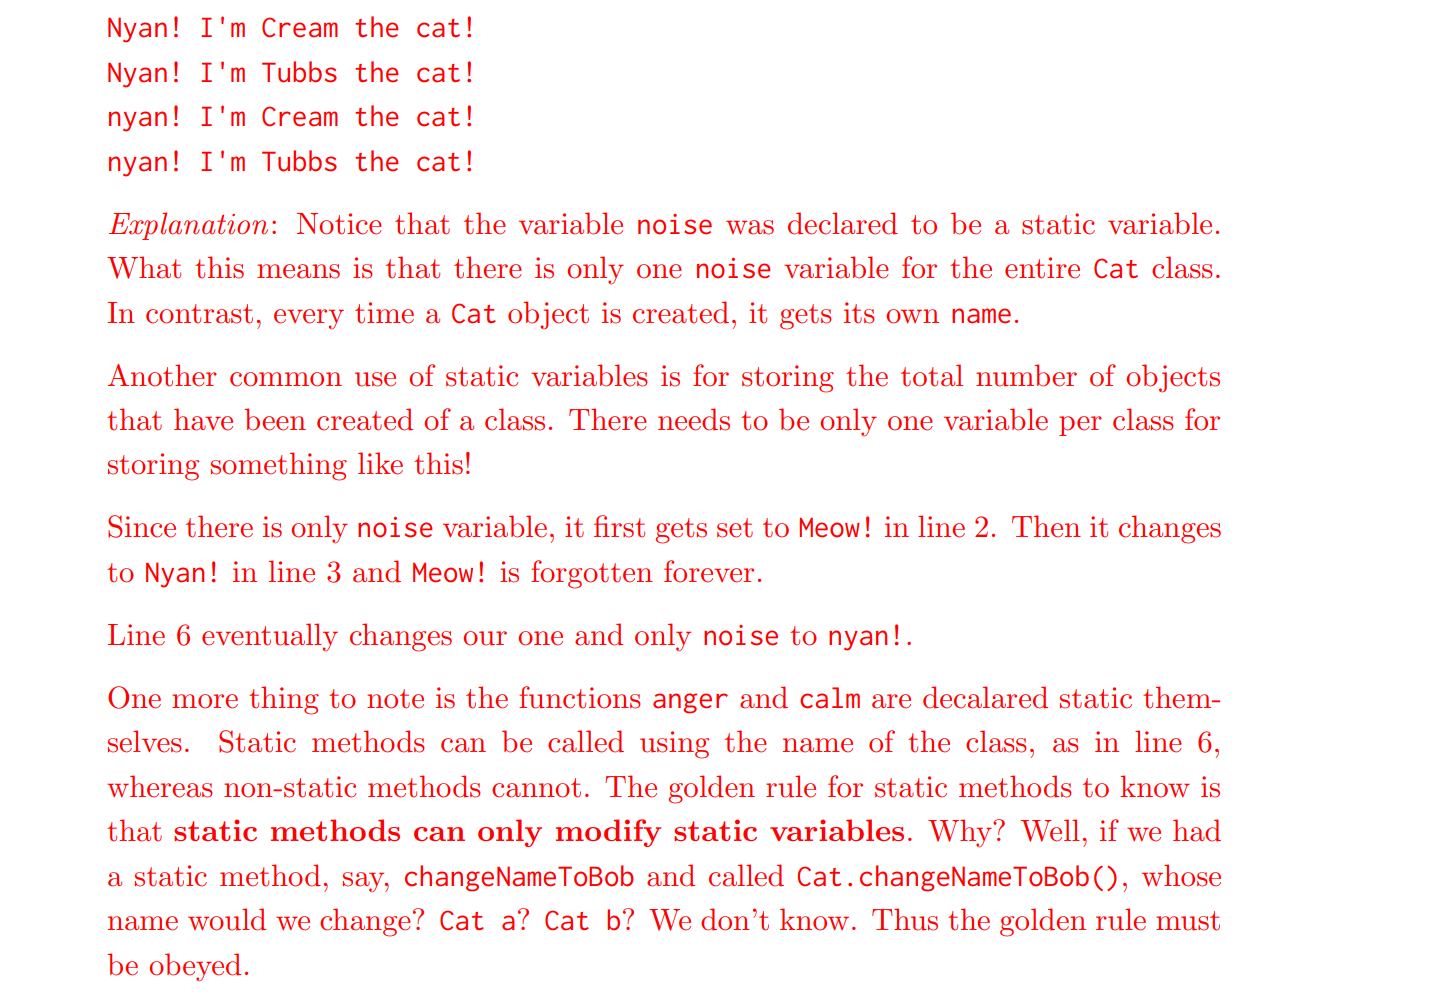 Nyan! I'm Cream the cat!
Nyan! I'm Tubbs the cat!
nyan! I'm Cream the cat!
nyan! I'm Tubbs the cat!
Explanation: Notice that the variable noise was declared to be a static variable.
What this means is that there is only one noise variable for the entire Cat class.
In contrast, every time a Cat object is created, it gets its own name.
Another common use of static variables is for storing the total number of objects
that have been created of a class. There needs to be only one variable per class for
storing something like this!
Since there is only noise variable, it first gets set to Meow! in line 2. Then it changes
to Nyan! in line 3 and Meow! is forgotten forever.
Line 6 eventually changes our one and only noise to nyan!.
One more thing to note is the functions anger and calm are decalared static them-
selves. Static methods can be called using the name of the class, as in line 6,
whereas non-static methods cannot. The golden rule for static methods to know is
that static methods can only modify static variables. Why? Well, if we had
a static method, say, changeNameToBob and called Cat.changeNameToBob(), whose
name would we change? Cat a? Cat b? We don't know. Thus the golden rule must
be obeyed.